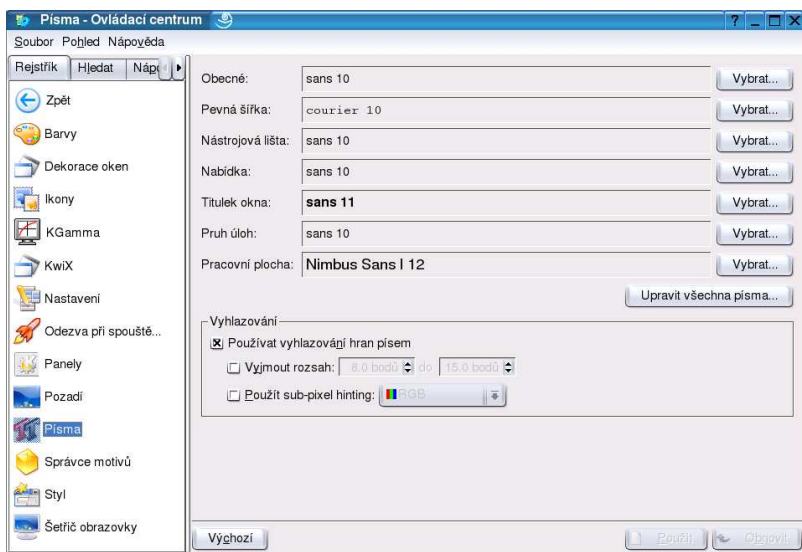 Písma - Ovládací centrum
Soubor Pohled Nápověda
Rejstřík Hledat Nápo
Zpět
Barvy
Dekorace oken
Ikony
KGamma
KwiX
Nastavení
Odezva při spouště...
Panely
Pozadí
Písma
Správce motivů
Styl
Šetřič obrazovky
Obecné: sans 10 Vybrat...
Pevná šířka: courier 10 Vybrat...
Nástrojová lišta: sans 10 Vybrat...
Nabídka: sans 10 Vybrat...
Titulek okna: sans 11 Vybrat...
Pruh úloh: sans 10 Vybrat...
Pracovní plocha: Nimbus Sans l 12 Vybrat...
Upravit všechna písma...
Vyhlazování
Používat vyhlazování hran písem
Vyjmout rozsah: 8.0 bodů do 15.0 bodů
Použít sub-pixel hinting: RGB
Výchozí Použít Obnovit